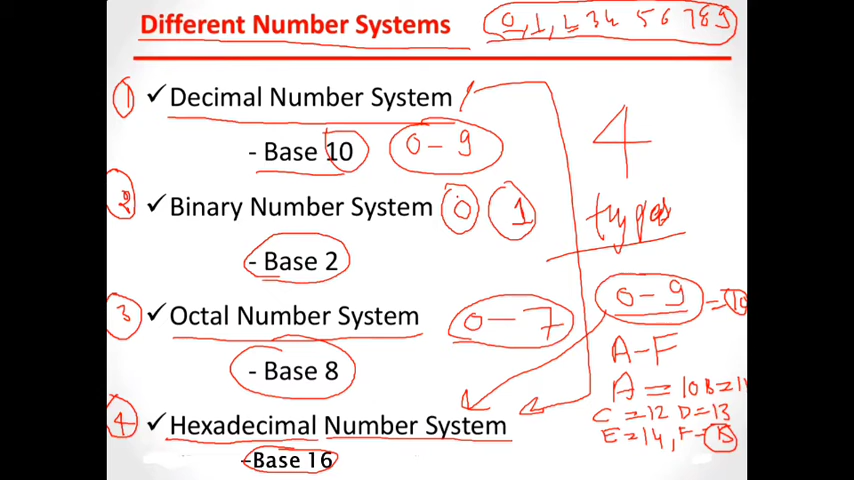 Different Number Systems 0, 1, 2 3 4 5 6 7 8 9
1 ✓ Decimal Number System
- Base 10 0 - 9
4
types
2 ✓ Binary Number System 0 1
- Base 2
0 - 9 = 10
3 ✓ Octal Number System 0 - 7
A - F
- Base 8
A = 10 B = 11
C = 12 D = 13
4 ✓ Hexadecimal Number System
E = 14, F = 15
-Base 16